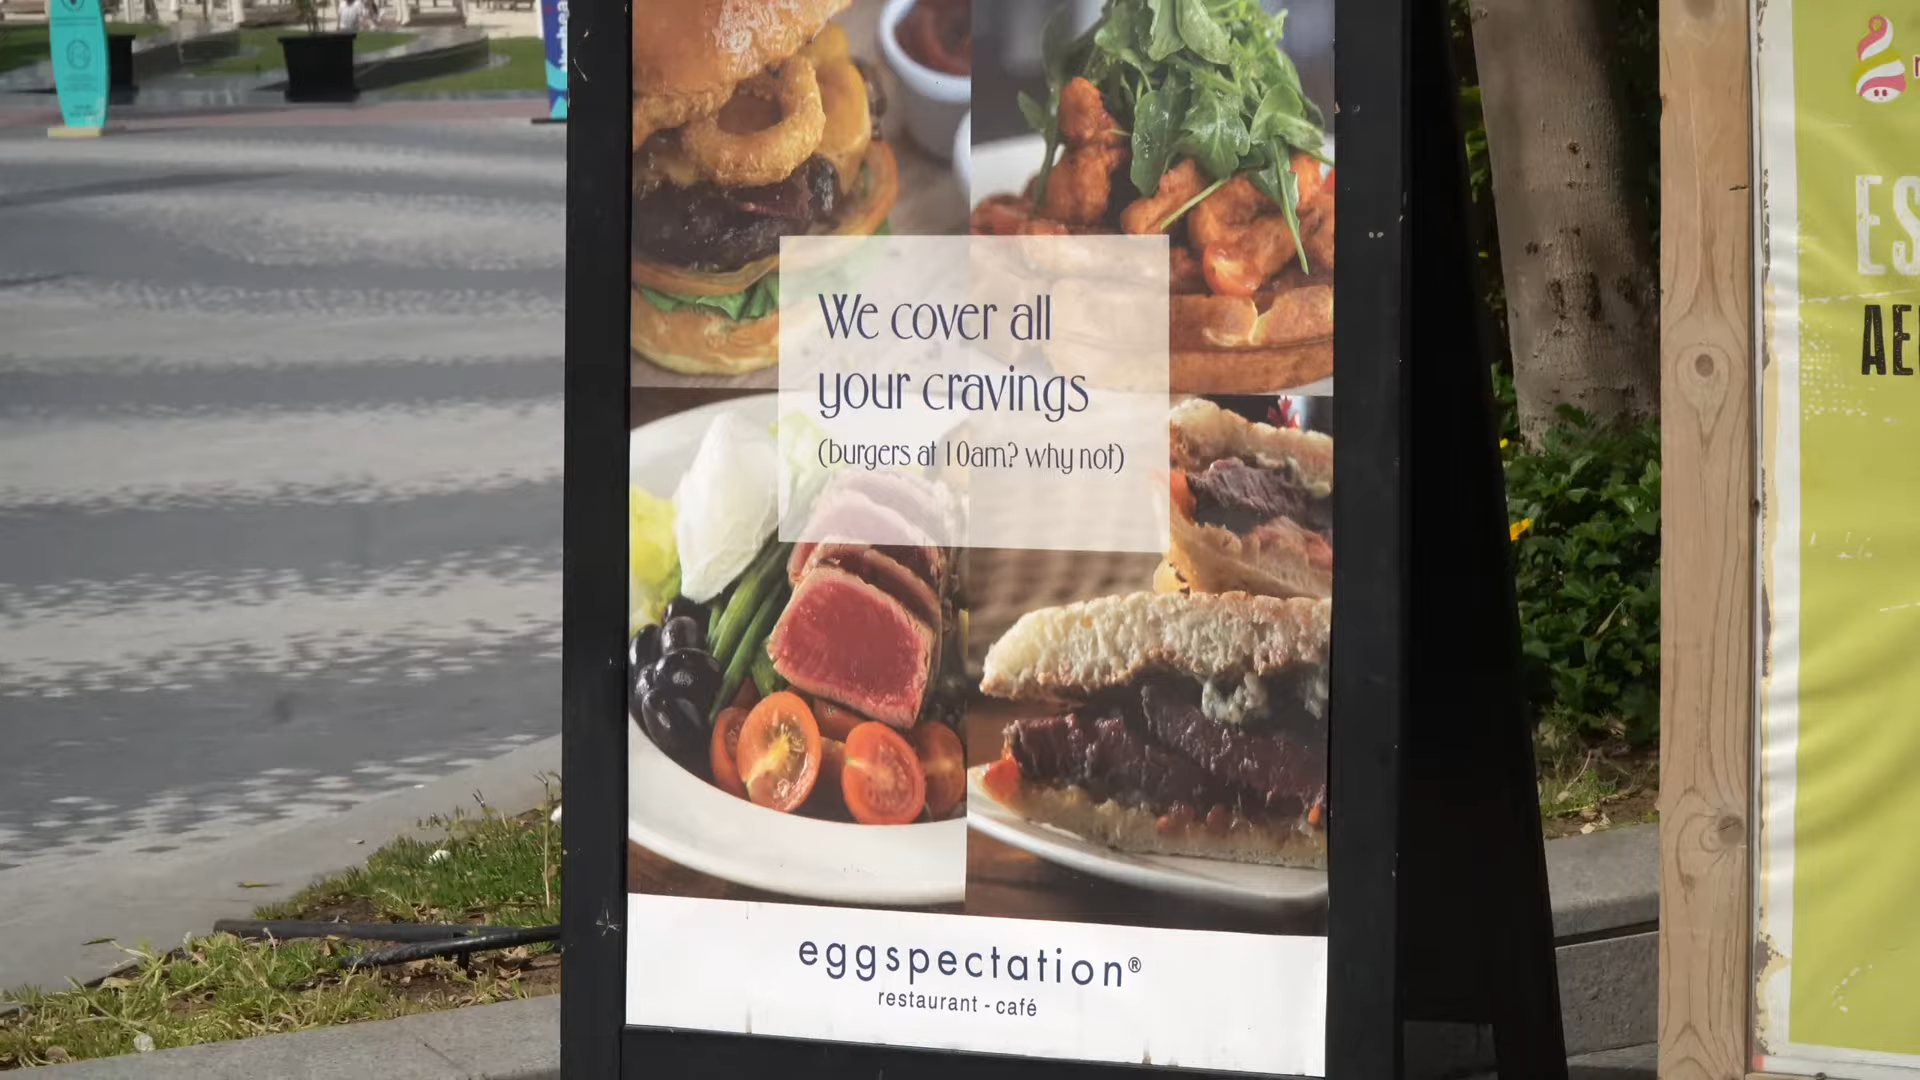 We cover all
your cravings
(burgers at 10am? why not)
eggspectation®
restaurant - café